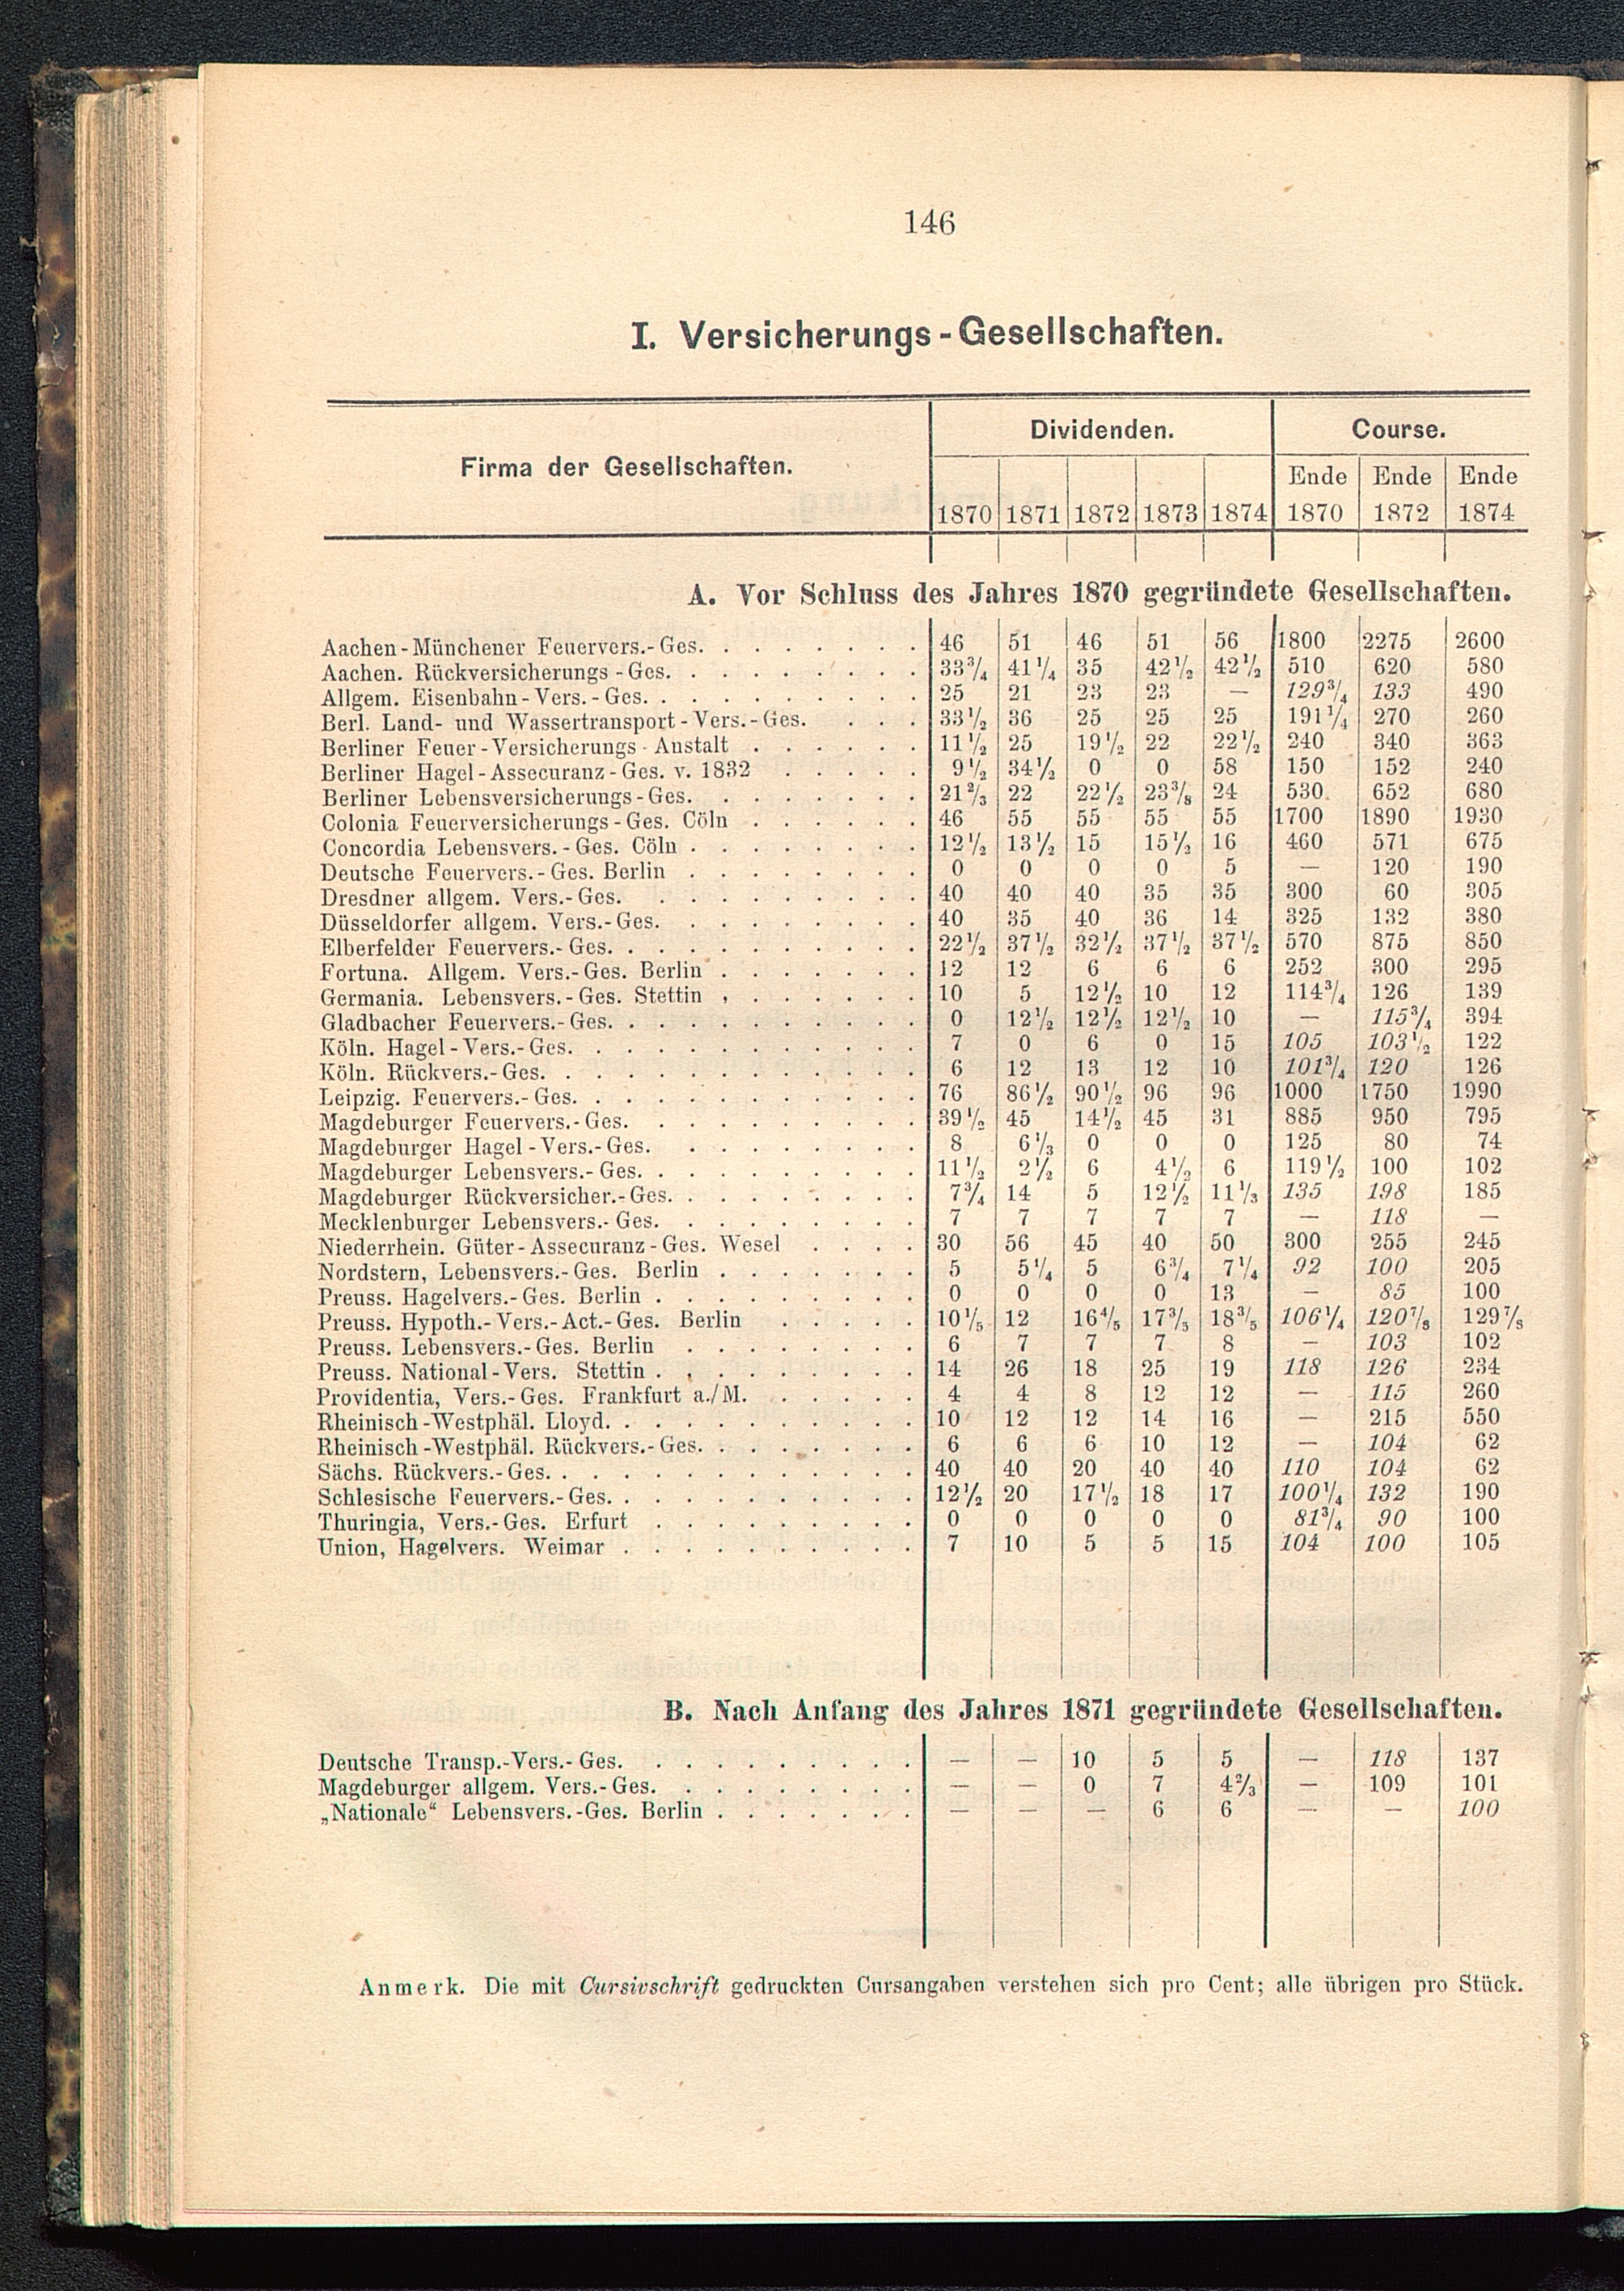 146
I. Versicherungs-Gesellschaften.
Firma der Gesellschaften. Dividenden. Course.
1870 1871 1872 1873 1874 Ende 1870 Ende 1872 Ende 1874
A. Vor Schluss des Jahres 1870 gegründete Gesellschaften.
Aachen-Münchener Feuervers.-Ges. 46 51 46 51 56 1800 2275 2600
Aachen. Rückversicherungs-Ges. 33¾ 41¼ 35 42½ 42½ 510 620 580
Allgem. Eisenbahn-Vers.-Ges. 25 21 23 23 — 129¾ 133 490
Berl. Land- und Wassertransport-Vers.-Ges. 33½ 36 25 25 25 191¼ 270 260
Berliner Feuer-Versicherungs-Anstalt 11½ 25 19½ 22 22½ 240 340 363
Berliner Hagel-Assecuranz-Ges. v. 1832 9½ 34½ 0 0 58 150 152 240
Berliner Lebensversicherungs-Ges. 21⅔ 22 22½ 23⅜ 24 530 652 680
Colonia Feuerversicherungs-Ges. Cöln 46 55 55 55 55 1700 1890 1930
Concordia Lebensvers.-Ges. Cöln 12½ 13½ 15 15½ 16 460 571 675
Deutsche Feuervers.-Ges. Berlin 0 0 0 0 5 — 120 190
Dresdner allgem. Vers.-Ges. 40 40 40 35 35 300 60 305
Düsseldorfer allgem. Vers.-Ges. 40 35 40 36 14 325 132 380
Elberfelder Feuervers.-Ges. 22½ 37½ 32½ 37½ 37½ 570 875 850
Fortuna. Allgem. Vers.-Ges. Berlin 12 12 6 6 6 252 300 295
Germania. Lebensvers.-Ges. Stettin 10 5 12½ 10 12 114¾ 126 139
Gladbacher Feuervers.-Ges. 0 12½ 12½ 12½ 10 — 115¾ 394
Köln. Hagel-Vers.-Ges. 7 0 6 0 15 105 103½ 122
Köln. Rückvers.-Ges. 6 12 13 12 10 101¾ 120 126
Leipzig. Feuervers.-Ges. 76 86½ 90½ 96 96 1000 1750 1990
Magdeburger Feuervers.-Ges. 39½ 45 14½ 45 31 885 950 795
Magdeburger Hagel-Vers.-Ges. 8 6⅓ 0 0 0 125 80 74
Magdeburger Lebensvers.-Ges. 11½ 2½ 6 4½ 6 119½ 100 102
Magdeburger Rückversicher.-Ges. 7¾ 14 5 12½ 11⅓ 135 198 185
Mecklenburger Lebensvers.-Ges. 7 7 7 7 7 — 118 —
Niederrhein. Güter-Assecuranz-Ges. Wesel 30 56 45 40 50 300 255 245
Nordstern, Lebensvers.-Ges. Berlin 5 5¼ 5 6¾ 7¼ 92 100 205
Preuss. Hagelvers.-Ges. Berlin 0 0 0 0 13 — 85 100
Preuss. Hypoth.-Vers.-Act.-Ges. Berlin 10⅕ 12 16⅘ 17⅗ 18⅗ 106¼ 120⅞ 129⅞
Preuss. Lebensvers.-Ges. Berlin 6 7 7 7 8 — 103 102
Preuss. National-Vers. Stettin 14 26 18 25 19 118 126 234
Providentia, Vers.-Ges. Frankfurt a./M. 4 4 8 12 12 — 115 260
Rheinisch-Westphäl. Lloyd. 10 12 12 14 16 — 215 550
Rheinisch-Westphäl. Rückvers.-Ges. 6 6 6 10 12 — 104 62
Sächs. Rückvers.-Ges. 40 40 20 40 40 110 104 62
Schlesische Feuervers.-Ges. 12½ 20 17½ 18 17 100¼ 132 190
Thuringia, Vers.-Ges. Erfurt 0 0 0 0 0 81¾ 90 100
Union, Hagelvers. Weimar 7 10 5 5 15 104 100 105
B. Nach Anfang des Jahres 1871 gegründete Gesellschaften.
Deutsche Transp.-Vers.-Ges. — — 10 5 5 — 118 137
Magdeburger allgem. Vers.-Ges. — — 0 7 4⅔ — 109 101
„Nationale“ Lebensvers.-Ges. Berlin — — — 6 6 — — 100
Anmerk. Die mit Cursivschrift gedruckten Cursangaben verstehen sich pro Cent; alle übrigen pro Stück.